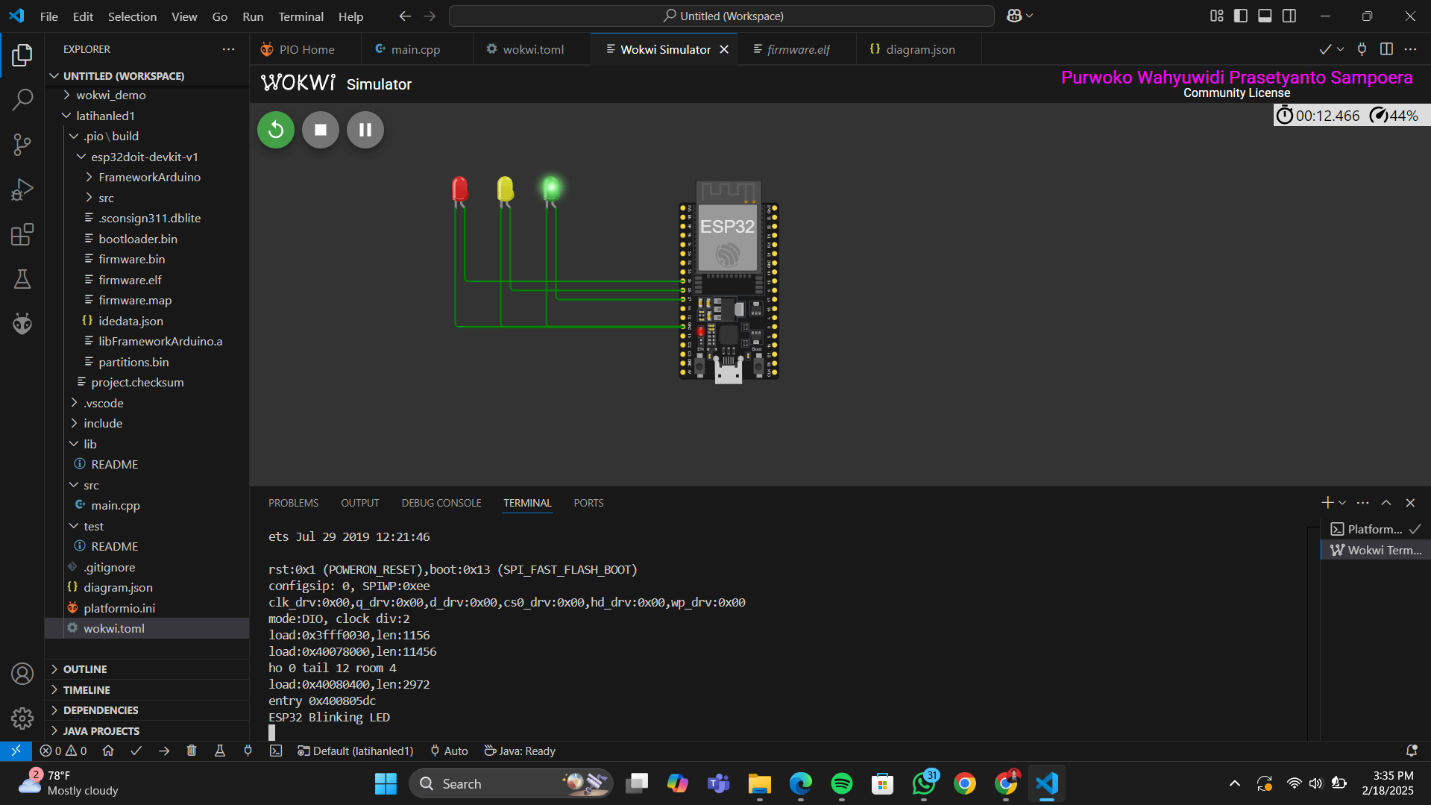 File Edit Selection View Go Run Terminal Help
Untitled (Workspace)
EXPLORER
UNTITLED (WORKSPACE)
wokwi_demo
latihanled1
.pio \ build
esp32doit-devkit-v1
FrameworkArduino
src
.sconsign311.dblite
bootloader.bin
firmware.bin
firmware.elf
firmware.map
idedata.json
libFrameworkArduino.a
partitions.bin
project.checksum
.vscode
include
lib
README
src
main.cpp
test
README
.gitignore
diagram.json
platformio.ini
wokwi.toml
OUTLINE
TIMELINE
DEPENDENCIES
JAVA PROJECTS
PIO Home
main.cpp
wokwi.toml
Wokwi Simulator
firmware.elf
diagram.json
WOKWi Simulator
Purwoko Wahyuwidi Prasetyanto Sampoera
Community License
00:12.466 44%
ESP32
PROBLEMS OUTPUT DEBUG CONSOLE TERMINAL PORTS
ets Jul 29 2019 12:21:46
rst:0x1 (POWERON_RESET),boot:0x13 (SPI_FAST_FLASH_BOOT)
configsip: 0, SPIWP:0xee
clk_drv:0x00,q_drv:0x00,d_drv:0x00,cs0_drv:0x00,hd_drv:0x00,wp_drv:0x00
mode:DIO, clock div:2
load:0x3fff0030,len:1156
load:0x40078000,len:11456
ho 0 tail 12 room 4
load:0x40080400,len:2972
entry 0x400805dc
ESP32 Blinking LED
Platform...
Wokwi Term...
0 0 Default (latihanled1) Auto Java: Ready
2
78°F
Mostly cloudy
Search
31
3:35 PM
2/18/2025